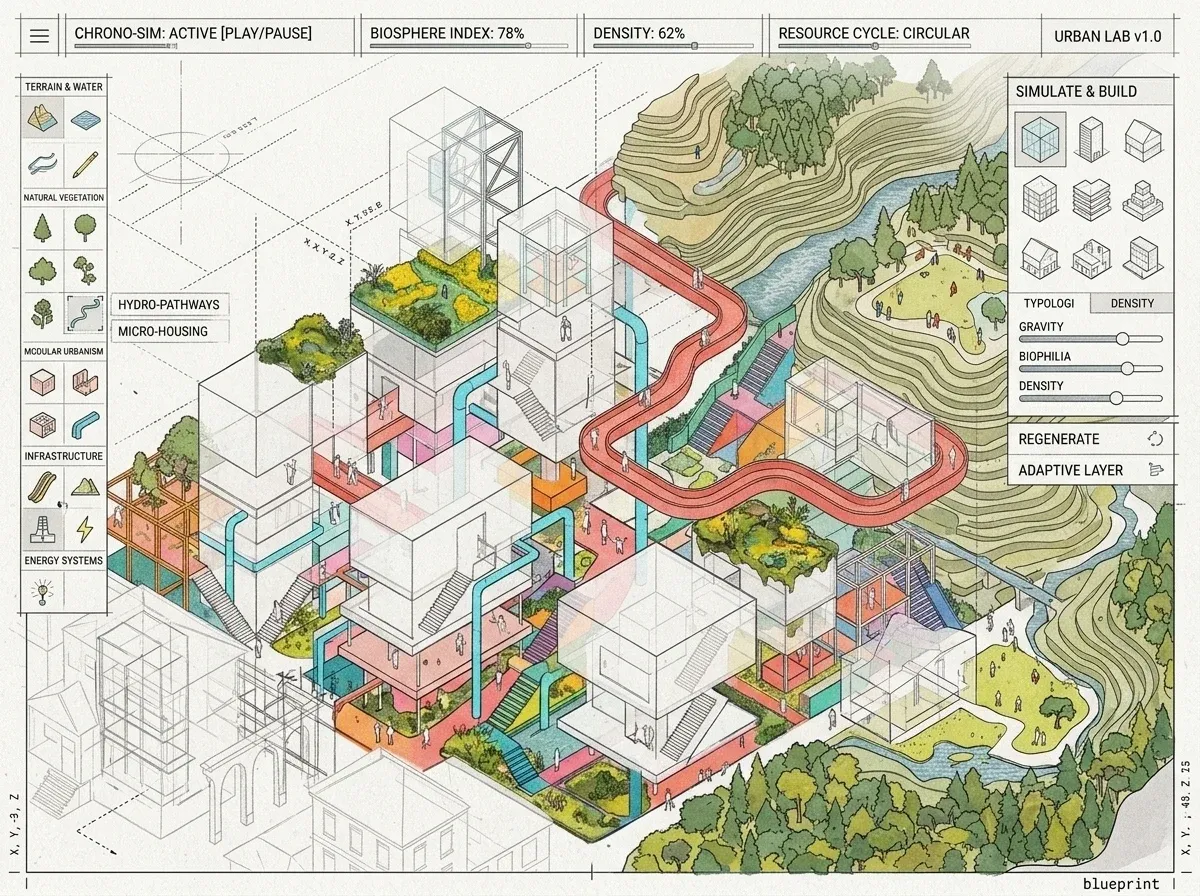 CHRONO-SIM: ACTIVE [PLAY/PAUSE]
BIOSPHERE INDEX: 78%
DENSITY: 62%
RESOURCE CYCLE: CIRCULAR
URBAN LAB v1.0
TERRAIN & WATER
NATURAL VEGETATION
HYDRO-PATHWAYS
MICRO-HOUSING
MCDULAR URBANISM
INFRASTRUCTURE
ENERGY SYSTEMS
SIMULATE & BUILD
TYPOLOGI
DENSITY
GRAVITY
BIOPHILIA
DENSITY
REGENERATE
ADAPTIVE LAYER
X, Y, -3, Z
blueprint